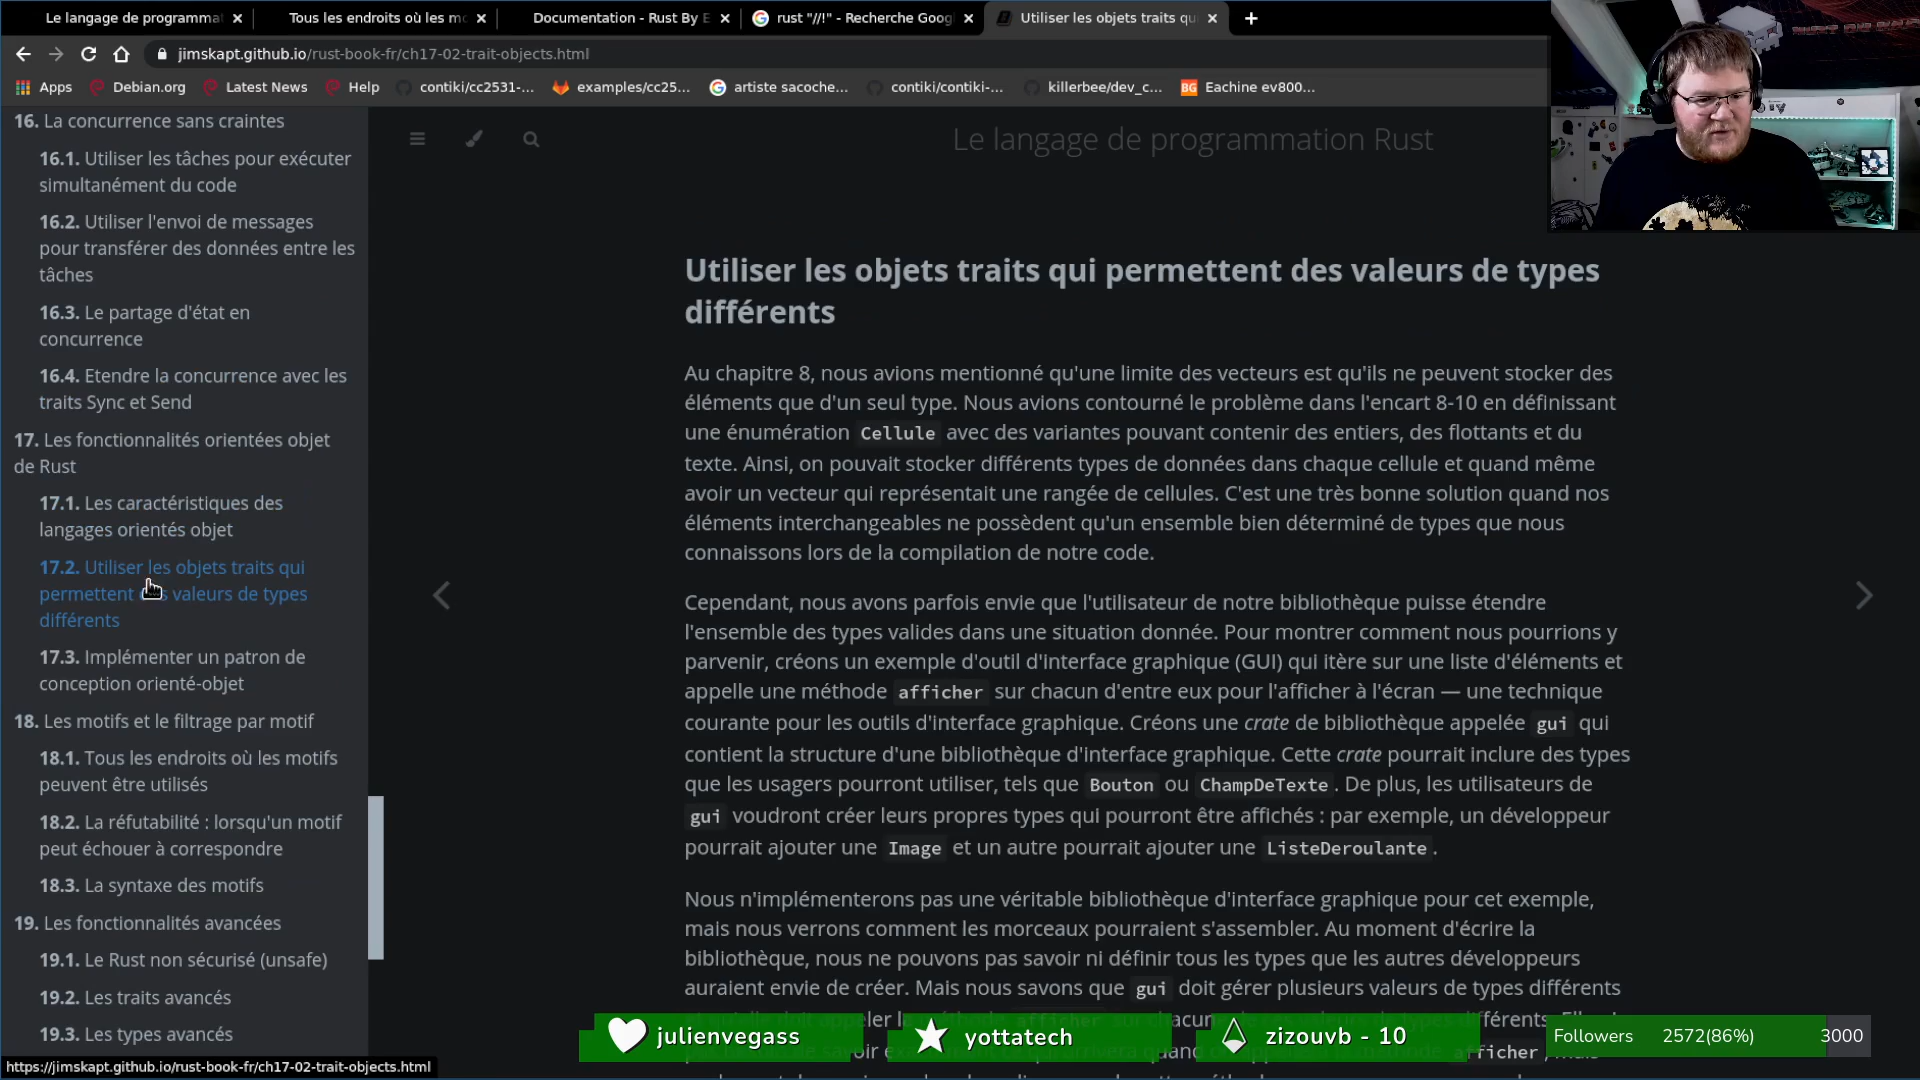 Le langage de programmat
Tous les endroits où les mo
Documentation - Rust By E
rust "//!" - Recherche Goog
Utiliser les objets traits qu
jimskapt.github.io/rust-book-fr/ch17-02-trait-objects.html
Apps
Debian.org
Latest News
Help
contiki/cc2531-...
examples/cc25...
artiste sacoche...
contiki/contiki-...
killerbee/dev_c...
BG
Eachine ev800...
16. La concurrence sans craintes
16.1. Utiliser les tâches pour exécuter
simultanément du code
16.2. Utiliser l'envoi de messages
pour transférer des données entre les
tâches
16.3. Le partage d'état en
concurrence
16.4. Etendre la concurrence avec les
traits Sync et Send
17. Les fonctionnalités orientées objet
de Rust
17.1. Les caractéristiques des
langages orientés objet
17.2. Utiliser les objets traits qui
permettent des valeurs de types
différents
17.3. Implémenter un patron de
conception orienté-objet
18. Les motifs et le filtrage par motif
18.1. Tous les endroits où les motifs
peuvent être utilisés
18.2. La réfutabilité : lorsqu'un motif
peut échouer à correspondre
18.3. La syntaxe des motifs
19. Les fonctionnalités avancées
19.1. Le Rust non sécurisé (unsafe)
19.2. Les traits avancés
19.3. Les types avancés
https://jimskapt.github.io/rust-book-fr/ch17-02-trait-objects.html
Le langage de programmation Rust
Utiliser les objets traits qui permettent des valeurs de types
différents
Au chapitre 8, nous avions mentionné qu'une limite des vecteurs est qu'ils ne peuvent stocker des
éléments que d'un seul type. Nous avions contourné le problème dans l'encart 8-10 en définissant
une énumération Cellule avec des variantes pouvant contenir des entiers, des flottants et du
texte. Ainsi, on pouvait stocker différents types de données dans chaque cellule et quand même
avoir un vecteur qui représentait une rangée de cellules. C'est une très bonne solution quand nos
éléments interchangeables ne possèdent qu'un ensemble bien déterminé de types que nous
connaissons lors de la compilation de notre code.
Cependant, nous avons parfois envie que l'utilisateur de notre bibliothèque puisse étendre
l'ensemble des types valides dans une situation donnée. Pour montrer comment nous pourrions y
parvenir, créons un exemple d'outil d'interface graphique (GUI) qui itère sur une liste d'éléments et
appelle une méthode afficher sur chacun d'entre eux pour l'afficher à l'écran — une technique
courante pour les outils d'interface graphique. Créons une crate de bibliothèque appelée gui qui
contient la structure d'une bibliothèque d'interface graphique. Cette crate pourrait inclure des types
que les usagers pourront utiliser, tels que Bouton ou ChampDeTexte. De plus, les utilisateurs de
gui voudront créer leurs propres types qui pourront être affichés : par exemple, un développeur
pourrait ajouter une Image et un autre pourrait ajouter une ListeDeroulante.
Nous n'implémenterons pas une véritable bibliothèque d'interface graphique pour cet exemple,
mais nous verrons comment les morceaux pourraient s'assembler. Au moment d'écrire la
bibliothèque, nous ne pouvons pas savoir ni définir tous les types que les autres développeurs
auraient envie de créer. Mais nous savons que gui doit gérer plusieurs valeurs de types différents
julienvegass
yottatech
zizouvb - 10
Followers 2572(86%) 3000